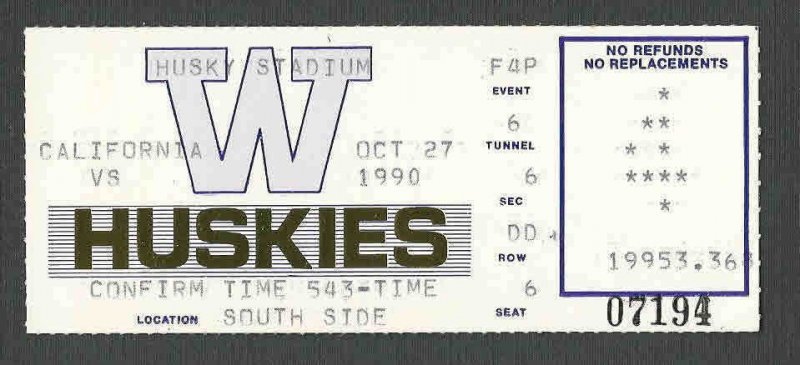 HUSKY STADIUM
W
CALIFORNIA OCT 27
VS 1990
HUSKIES
CONFIRM TIME 543-TIME
LOCATION SOUTH SIDE
F4P
EVENT
6
TUNNEL
6
SEC
DD
ROW
6
SEAT
NO REFUNDS
NO REPLACEMENTS
*
**
* *
****
*
19953.368
07194